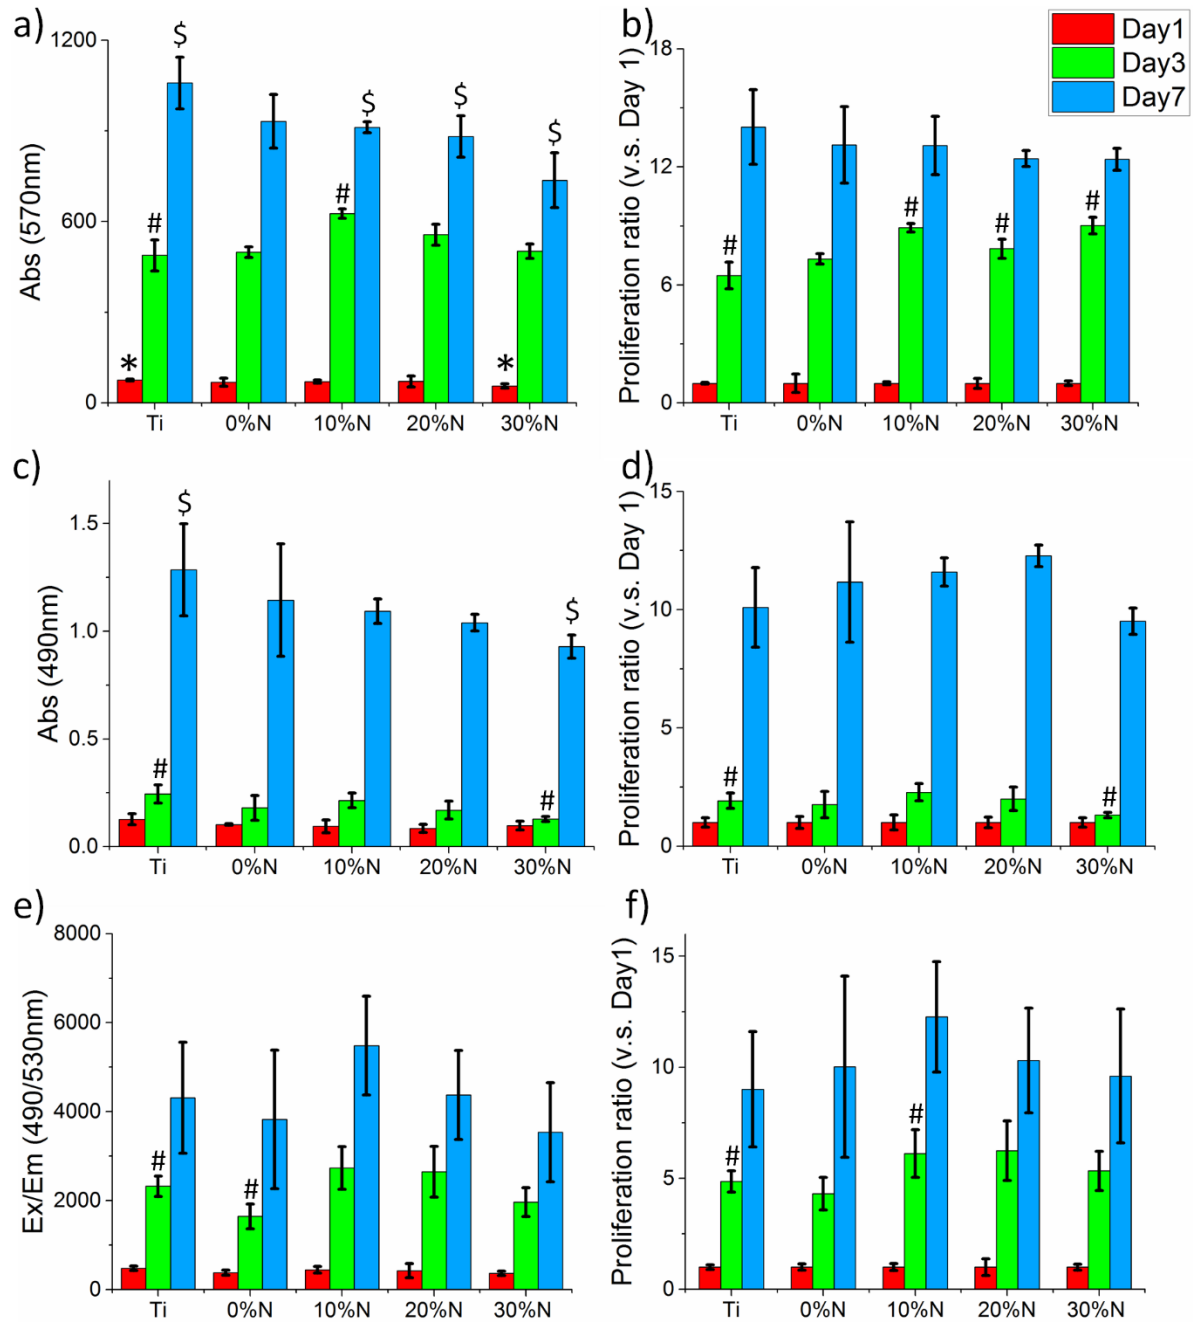 a)
1200
600
0
Abs (570nm)
$
$
$
$
#
#
*
*
Ti
0%N
10%N
20%N
30%N
b)
18
12
6
0
Proliferation ratio (v.s. Day 1)
#
#
#
#
Ti
0%N
10%N
20%N
30%N
Day1
Day3
Day7
c)
1.5
1.0
0.5
0.0
Abs (490nm)
$
$
#
#
Ti
0%N
10%N
20%N
30%N
d)
15
10
5
0
Proliferation ratio (v.s. Day 1)
#
#
Ti
0%N
10%N
20%N
30%N
e)
8000
6000
4000
2000
0
Ex/Em (490/530nm)
#
#
Ti
0%N
10%N
20%N
30%N
f)
15
10
5
0
Proliferation ratio (v.s. Day1)
#
#
Ti
0%N
10%N
20%N
30%N